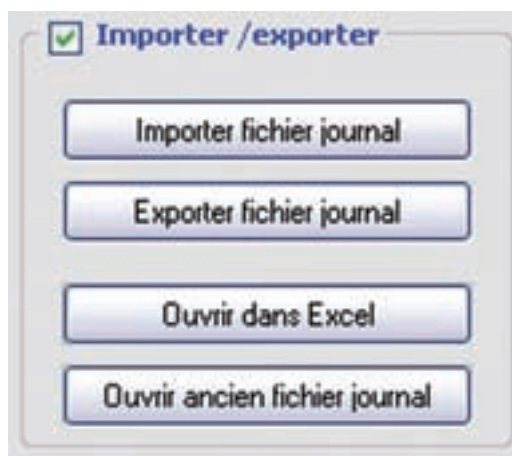 Importer /exporter
Importer fichier journal
Exporter fichier journal
Ouvrir dans Excel
Ouvrir ancien fichier journal